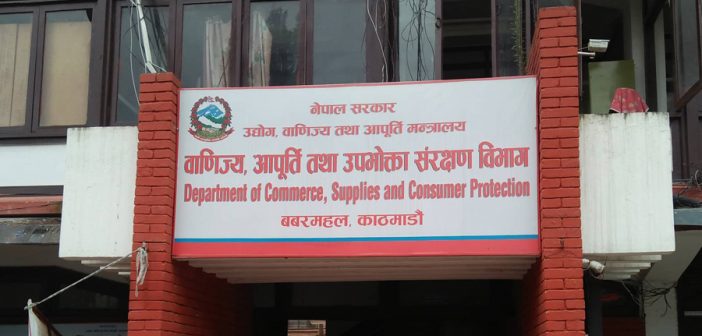 नेपाल सरकार
उद्योग, वाणिज्य तथा आपूर्ति मन्त्रालय
वाणिज्य, आपूर्ति तथा उपभोक्ता संरक्षण विभाग
Department of Commerce, Supplies and Consumer Protection
बबरमहल, काठमाडौं